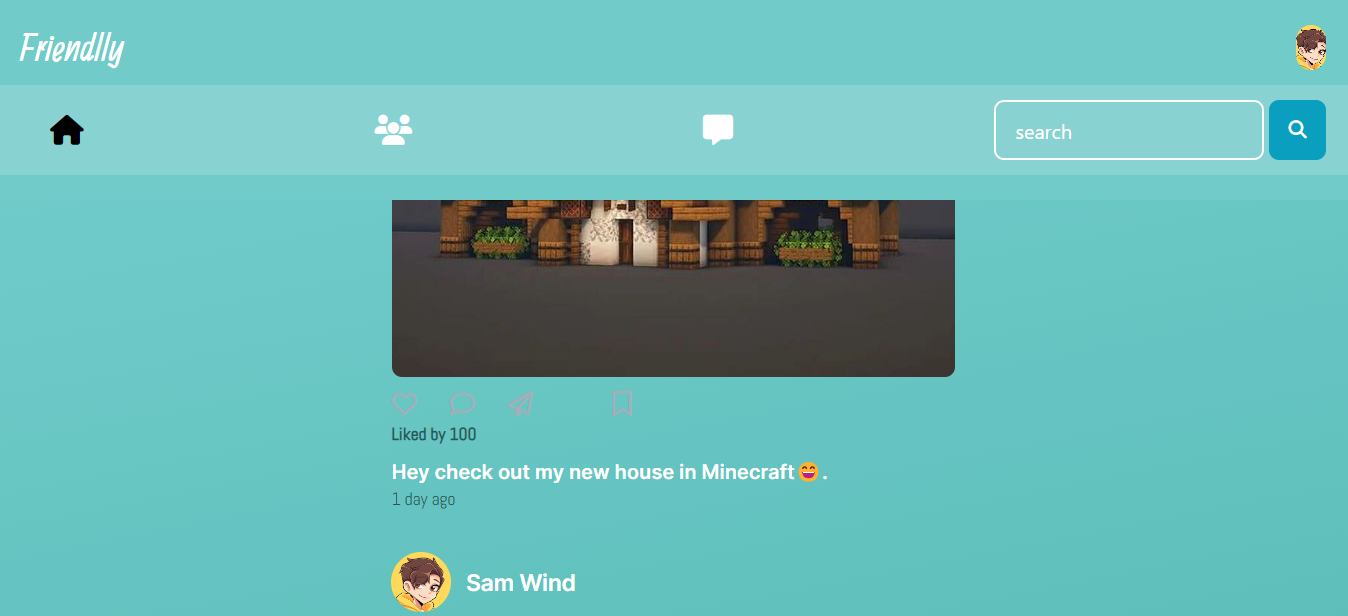 Friendlly
search
Liked by 100
Hey check out my new house in Minecraft😄.
1 day ago
Sam Wind